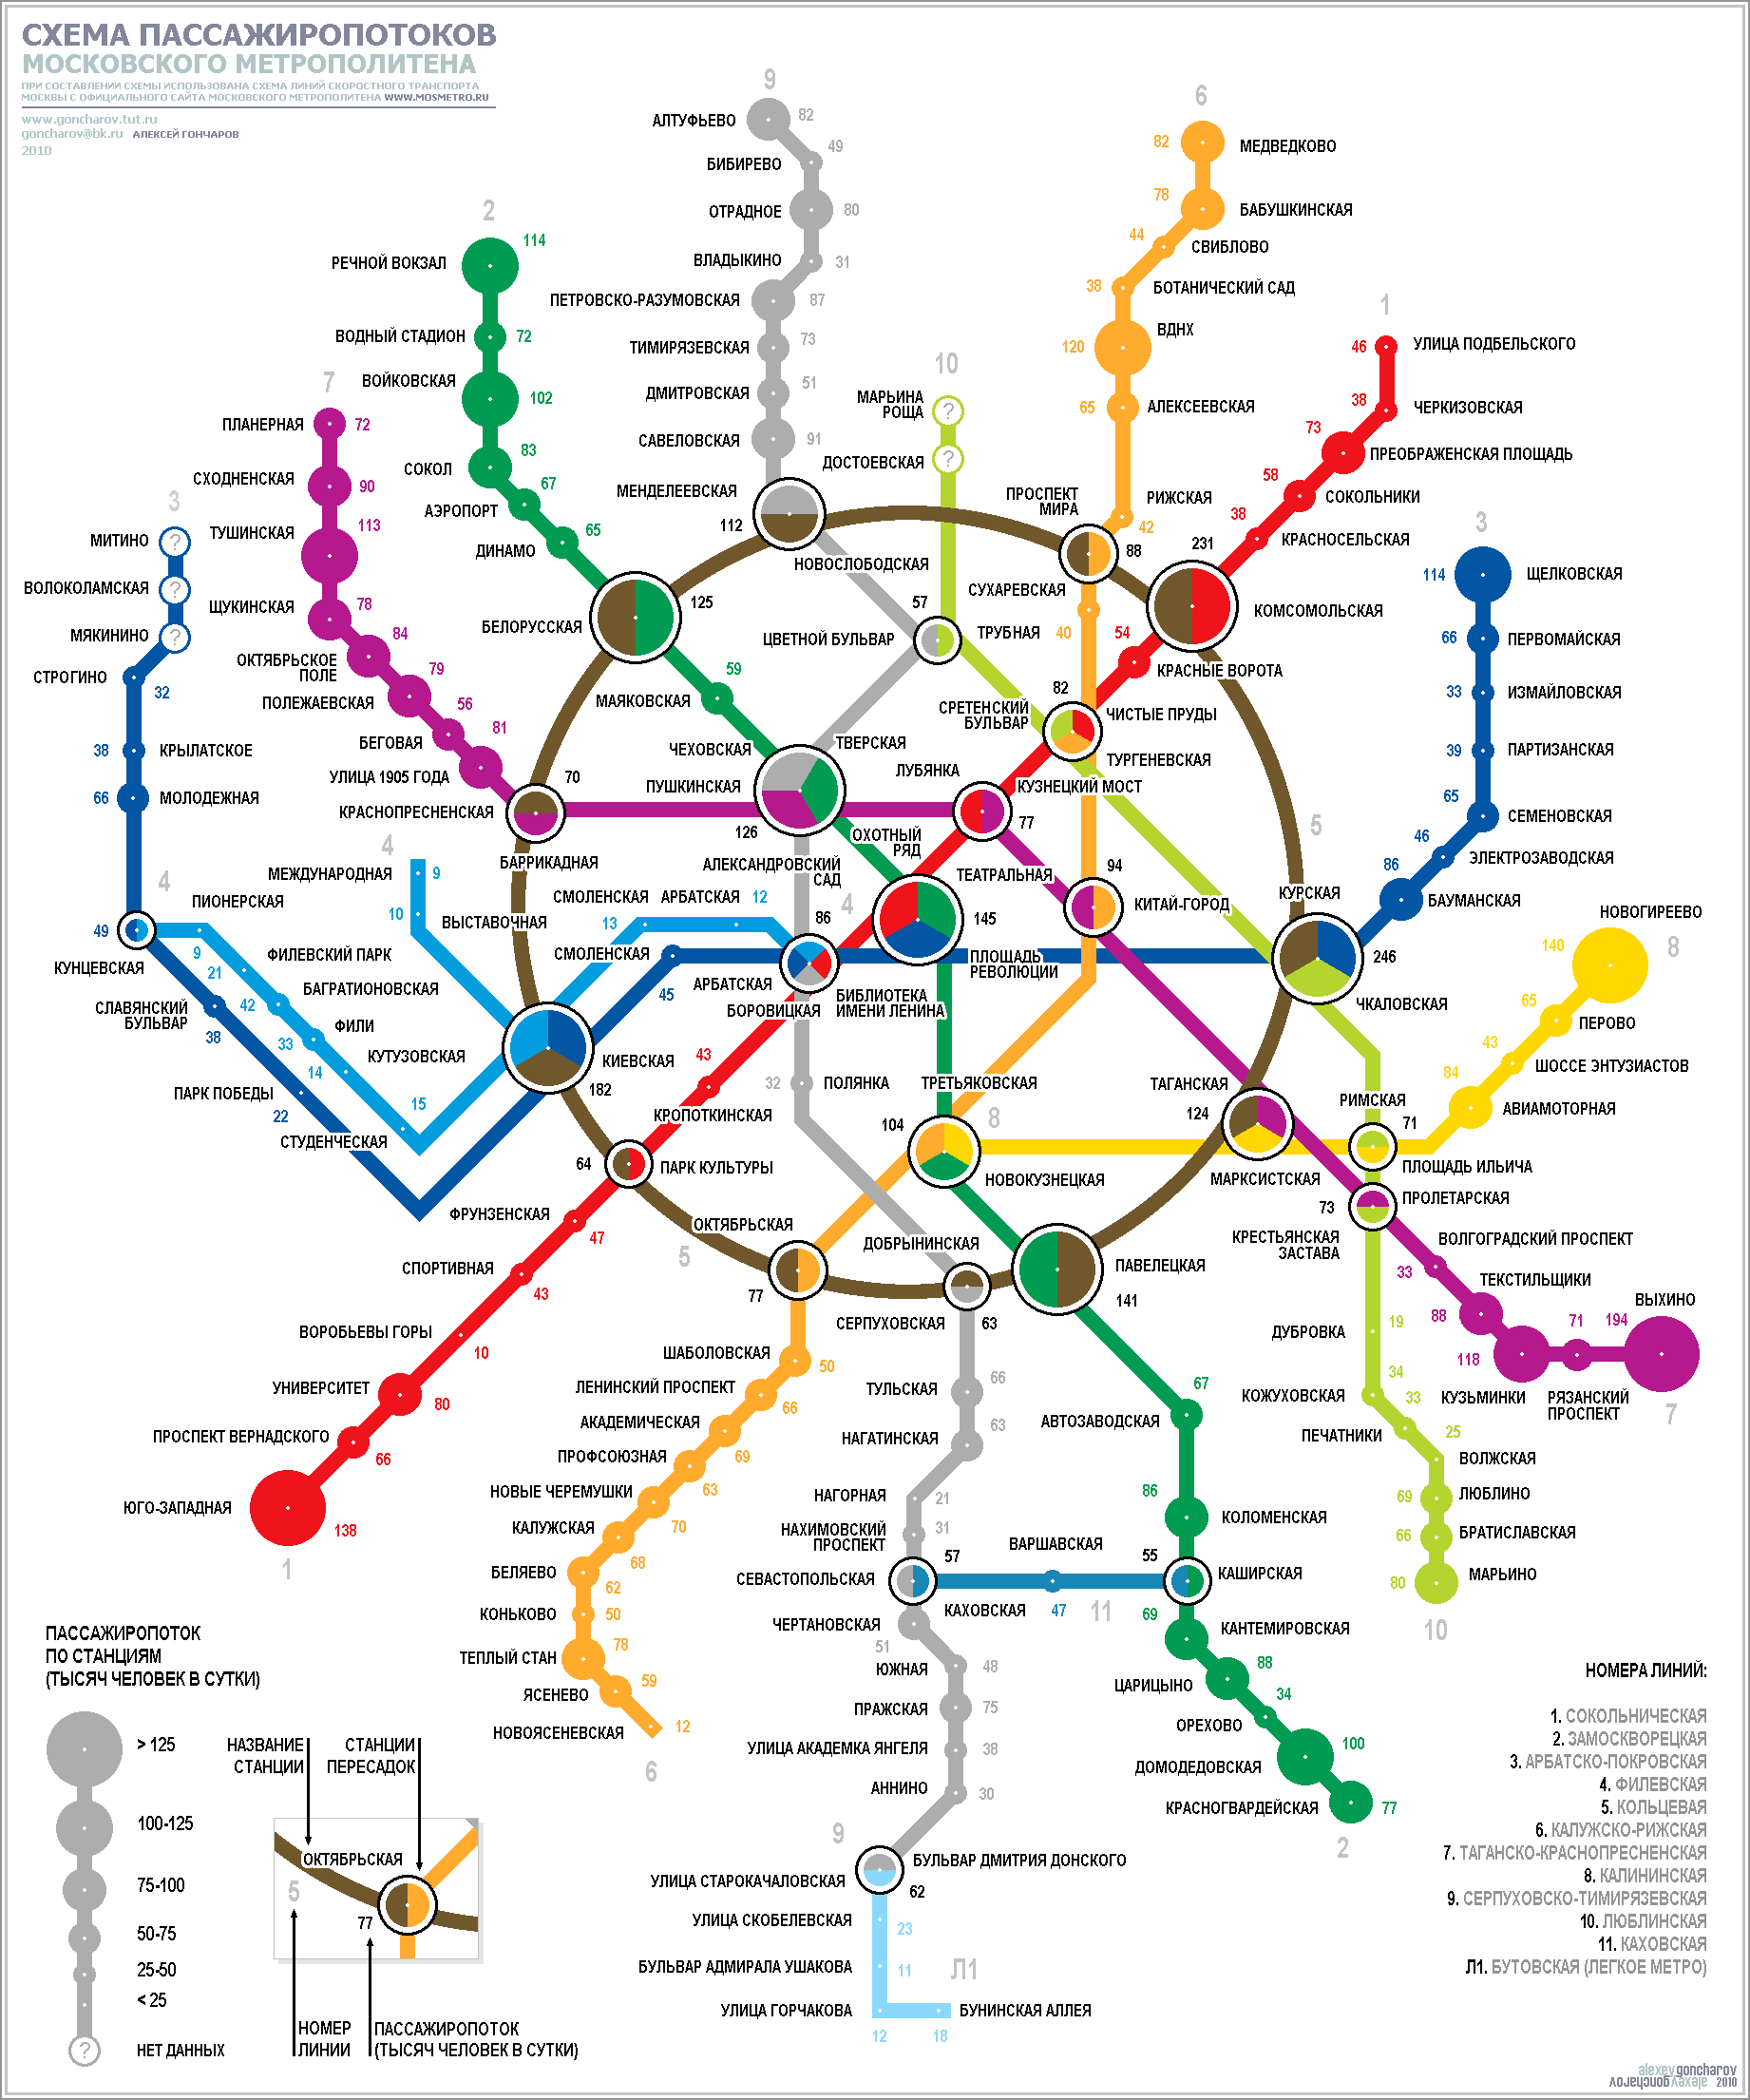 СХЕМА ПАССАЖИРОПОТОКОВ
МОСКОВСКОГО МЕТРОПОЛИТЕНА
ПРИ СОСТАВЛЕНИИ СХЕМЫ ИСПОЛЬЗОВАНА СХЕМА ЛИНИЙ СКОРОСТНОГО ТРАНСПОРТА
МОСКВЫ С ОФИЦИАЛЬНОГО САЙТА МОСКОВСКОГО МЕТРОПОЛИТЕНА WWW.MOSMETRO.RU
www.goncharov.tut.ru
goncharov@bk.ru АЛЕКСЕЙ ГОНЧАРОВ
2010
9
АЛТУФЬЕВО 82
БИБИРЕВО 49
ОТРАДНОЕ 80
ВЛАДЫКИНО 31
ПЕТРОВСКО-РАЗУМОВСКАЯ 87
ТИМИРЯЗЕВСКАЯ 73
ДМИТРОВСКАЯ 51
САВЕЛОВСКАЯ 91
МЕНДЕЛЕЕВСКАЯ
112
НОВОСЛОБОДСКАЯ
6
82 МЕДВЕДКОВО
78 БАБУШКИНСКАЯ
44 СВИБЛОВО
38 БОТАНИЧЕСКИЙ САД
120 ВДНХ
65 АЛЕКСЕЕВСКАЯ
РИЖСКАЯ
42
ПРОСПЕКТ
МИРА
88
СУХАРЕВСКАЯ
40
2
РЕЧНОЙ ВОКЗАЛ 114
ВОДНЫЙ СТАДИОН 72
ВОЙКОВСКАЯ 102
СОКОЛ 83
АЭРОПОРТ 67
ДИНАМО 65
БЕЛОРУССКАЯ 125
МАЯКОВСКАЯ 59
7
ПЛАНЕРНАЯ 72
СХОДНЕНСКАЯ 90
ТУШИНСКАЯ 113
ЩУКИНСКАЯ 78
ОКТЯБРЬСКОЕ
ПОЛЕ
84
ПОЛЕЖАЕВСКАЯ 79
БЕГОВАЯ 56
УЛИЦА 1905 ГОДА 81
КРАСНОПРЕСНЕНСКАЯ 70
БАРРИКАДНАЯ
3
МИТИНО ?
ВОЛОКОЛАМСКАЯ ?
МЯКИНИНО ?
СТРОГИНО 32
38 КРЫЛАТСКОЕ
66 МОЛОДЕЖНАЯ
10
МАРЬИНА
РОЩА
?
ДОСТОЕВСКАЯ ?
57
ЦВЕТНОЙ БУЛЬВАР ТРУБНАЯ
1
46 УЛИЦА ПОДБЕЛЬСКОГО
38 ЧЕРКИЗОВСКАЯ
73 ПРЕОБРАЖЕНСКАЯ ПЛОЩАДЬ
58 СОКОЛЬНИКИ
38 КРАСНОСЕЛЬСКАЯ
231 КОМСОМОЛЬСКАЯ
54 КРАСНЫЕ ВОРОТА
3
114 ЩЕЛКОВСКАЯ
66 ПЕРВОМАЙСКАЯ
33 ИЗМАЙЛОВСКАЯ
39 ПАРТИЗАНСКАЯ
65 СЕМЕНОВСКАЯ
46 ЭЛЕКТРОЗАВОДСКАЯ
86 БАУМАНСКАЯ
82
СРЕТЕНСКИЙ
БУЛЬВАР
ЧИСТЫЕ ПРУДЫ
ТУРГЕНЕВСКАЯ
ЧЕХОВСКАЯ ТВЕРСКАЯ
ПУШКИНСКАЯ
126
ЛУБЯНКА КУЗНЕЦКИЙ МОСТ
77
5
ОХОТНЫЙ
РЯД
АЛЕКСАНДРОВСКИЙ
САД
ТЕАТРАЛЬНАЯ
145
ПЛОЩАДЬ
РЕВОЛЮЦИИ
94
КИТАЙ-ГОРОД
КУРСКАЯ
246
ЧКАЛОВСКАЯ
4
МЕЖДУНАРОДНАЯ 9
10 ВЫСТАВОЧНАЯ
4
ПИОНЕРСКАЯ
9
49
КУНЦЕВСКАЯ
21 ФИЛЕВСКИЙ ПАРК
42 БАГРАТИОНОВСКАЯ
33 ФИЛИ
14 КУТУЗОВСКАЯ
15
СТУДЕНЧЕСКАЯ
СЛАВЯНСКИЙ
БУЛЬВАР
38
ПАРК ПОБЕДЫ
22
СМОЛЕНСКАЯ АРБАТСКАЯ 12
13
86
4
СМОЛЕНСКАЯ
45
АРБАТСКАЯ
БОРОВИЦКАЯ
БИБЛИОТЕКА
ИМЕНИ ЛЕНИНА
КИЕВСКАЯ
182
НОВОГИРЕЕВО
140 8
65 ПЕРОВО
43 ШОССЕ ЭНТУЗИАСТОВ
84 АВИАМОТОРНАЯ
РИМСКАЯ
71
ПЛОЩАДЬ ИЛЬИЧА
ТАГАНСКАЯ
124
МАРКСИСТСКАЯ
ПРОЛЕТАРСКАЯ
73
КРЕСТЬЯНСКАЯ
ЗАСТАВА
43
КРОПОТКИНСКАЯ
32 ПОЛЯНКА
ТРЕТЬЯКОВСКАЯ
104 8
НОВОКУЗНЕЦКАЯ
64 ПАРК КУЛЬТУРЫ
ФРУНЗЕНСКАЯ 47
СПОРТИВНАЯ 43
ВОРОБЬЕВЫ ГОРЫ 10
УНИВЕРСИТЕТ 80
ПРОСПЕКТ ВЕРНАДСКОГО 66
ЮГО-ЗАПАДНАЯ 138
1
5
ОКТЯБРЬСКАЯ
77
ДОБРЫНИНСКАЯ
СЕРПУХОВСКАЯ 63
ПАВЕЛЕЦКАЯ
141
ВОЛГОГРАДСКИЙ ПРОСПЕКТ
33
ТЕКСТИЛЬЩИКИ
88
118
КУЗЬМИНКИ
71
РЯЗАНСКИЙ
ПРОСПЕКТ
194
ВЫХИНО
7
ДУБРОВКА 19
КОЖУХОВСКАЯ 34
ПЕЧАТНИКИ 33
25
ВОЛЖСКАЯ
69 ЛЮБЛИНО
66 БРАТИСЛАВСКАЯ
80 МАРЬИНО
10
ШАБОЛОВСКАЯ 50
ЛЕНИНСКИЙ ПРОСПЕКТ 66
АКАДЕМИЧЕСКАЯ 69
ПРОФСОЮЗНАЯ 63
НОВЫЕ ЧЕРЕМУШКИ 70
КАЛУЖСКАЯ 68
БЕЛЯЕВО 62
КОНЬКОВО 50
ТЕПЛЫЙ СТАН 78
ЯСЕНЕВО 59
НОВОЯСЕНЕВСКАЯ 12
6
ТУЛЬСКАЯ 66
НАГАТИНСКАЯ 63
НАГОРНАЯ 21
НАХИМОВСКИЙ
ПРОСПЕКТ
31
СЕВАСТОПОЛЬСКАЯ 57
КАХОВСКАЯ
ВАРШАВСКАЯ
47
11
ЧЕРТАНОВСКАЯ
51
ЮЖНАЯ 48
ПРАЖСКАЯ 75
УЛИЦА АКАДЕМКА ЯНГЕЛЯ 38
АННИНО 30
9
БУЛЬВАР ДМИТРИЯ ДОНСКОГО
УЛИЦА СТАРОКАЧАЛОВСКАЯ 62
УЛИЦА СКОБЕЛЕВСКАЯ 23
БУЛЬВАР АДМИРАЛА УШАКОВА 11
Л1
УЛИЦА ГОРЧАКОВА БУНИНСКАЯ АЛЛЕЯ
12 18
АВТОЗАВОДСКАЯ 67
86 КОЛОМЕНСКАЯ
55 КАШИРСКАЯ
69 КАНТЕМИРОВСКАЯ
ЦАРИЦЫНО 88
ОРЕХОВО 34
ДОМОДЕДОВСКАЯ 100
КРАСНОГВАРДЕЙСКАЯ 77
2
ПАССАЖИРОПОТОК
ПО СТАНЦИЯМ
(ТЫСЯЧ ЧЕЛОВЕК В СУТКИ)
> 125
100-125
75-100
50-75
25-50
< 25
? НЕТ ДАННЫХ
НАЗВАНИЕ
СТАНЦИИ
СТАНЦИИ
ПЕРЕСАДОК
ОКТЯБРЬСКАЯ
5
77
НОМЕР
ЛИНИИ
ПАССАЖИРОПОТОК
(ТЫСЯЧ ЧЕЛОВЕК В СУТКИ)
НОМЕРА ЛИНИЙ:
1. СОКОЛЬНИЧЕСКАЯ
2. ЗАМОСКВОРЕЦКАЯ
3. АРБАТСКО-ПОКРОВСКАЯ
4. ФИЛЕВСКАЯ
5. КОЛЬЦЕВАЯ
6. КАЛУЖСКО-РИЖСКАЯ
7. ТАГАНСКО-КРАСНОПРЕСНЕНСКАЯ
8. КАЛИНИНСКАЯ
9. СЕРПУХОВСКО-ТИМИРЯЗЕВСКАЯ
10. ЛЮБЛИНСКАЯ
11. КАХОВСКАЯ
Л1. БУТОВСКАЯ (ЛЕГКОЕ МЕТРО)
alexey goncharov
alexey goncharov 2010